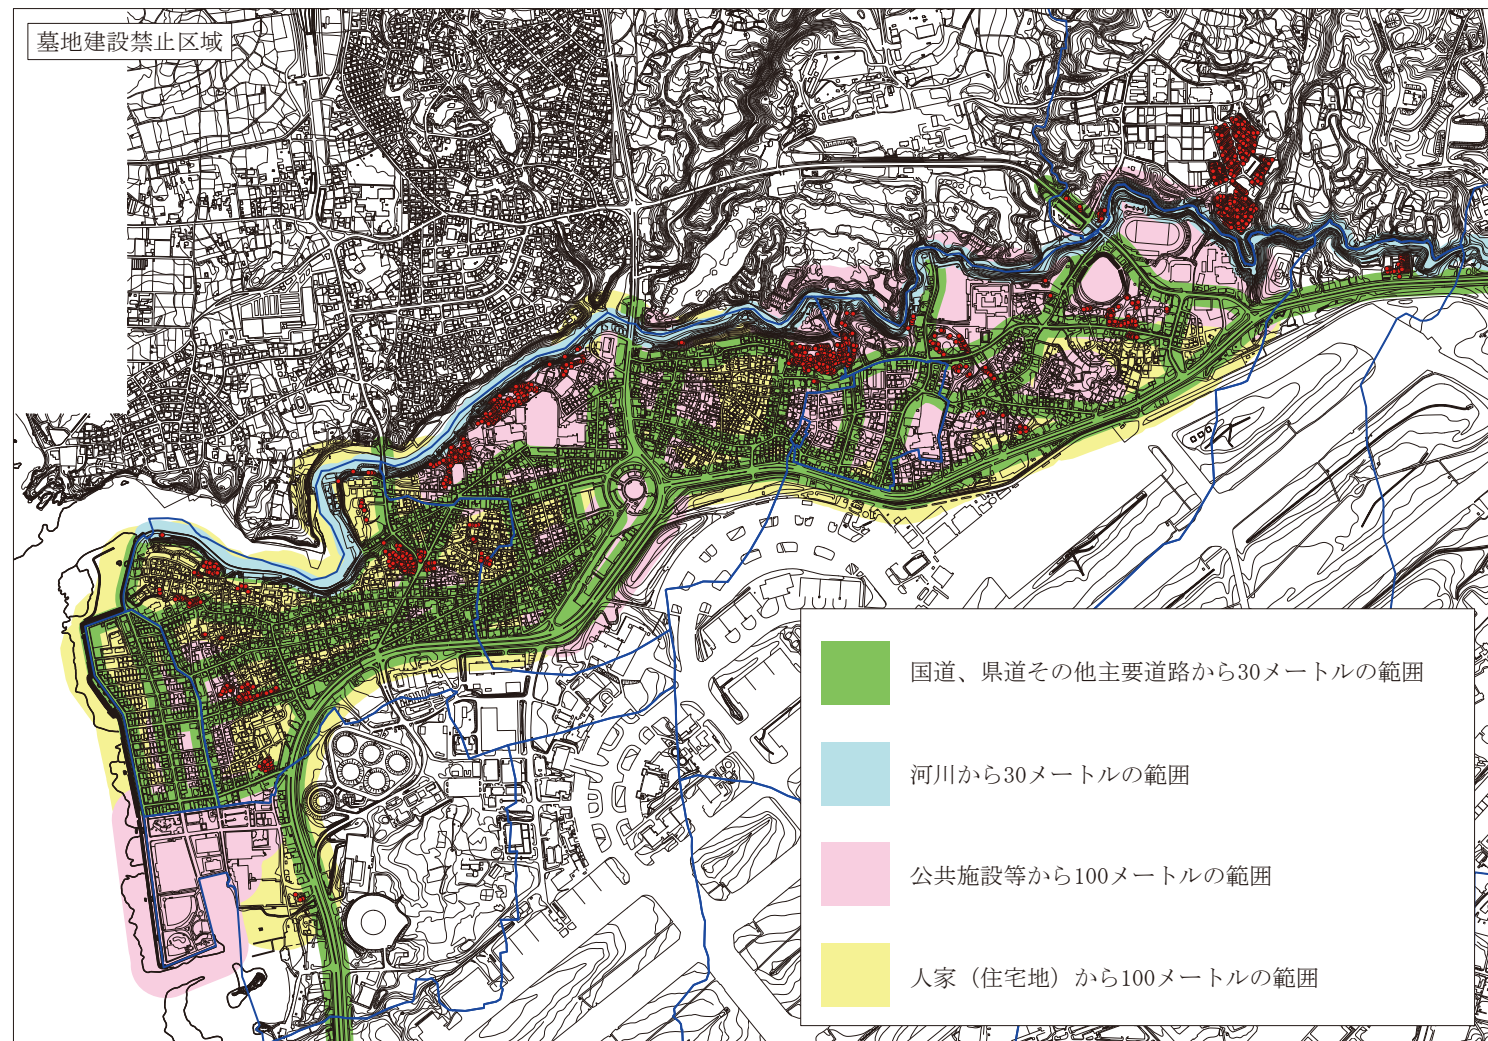 墓地建設禁止区域
国道、県道その他主要道路から30メートルの範囲
河川から30メートルの範囲
公共施設等から100メートルの範囲
人家（住宅地）から100メートルの範囲